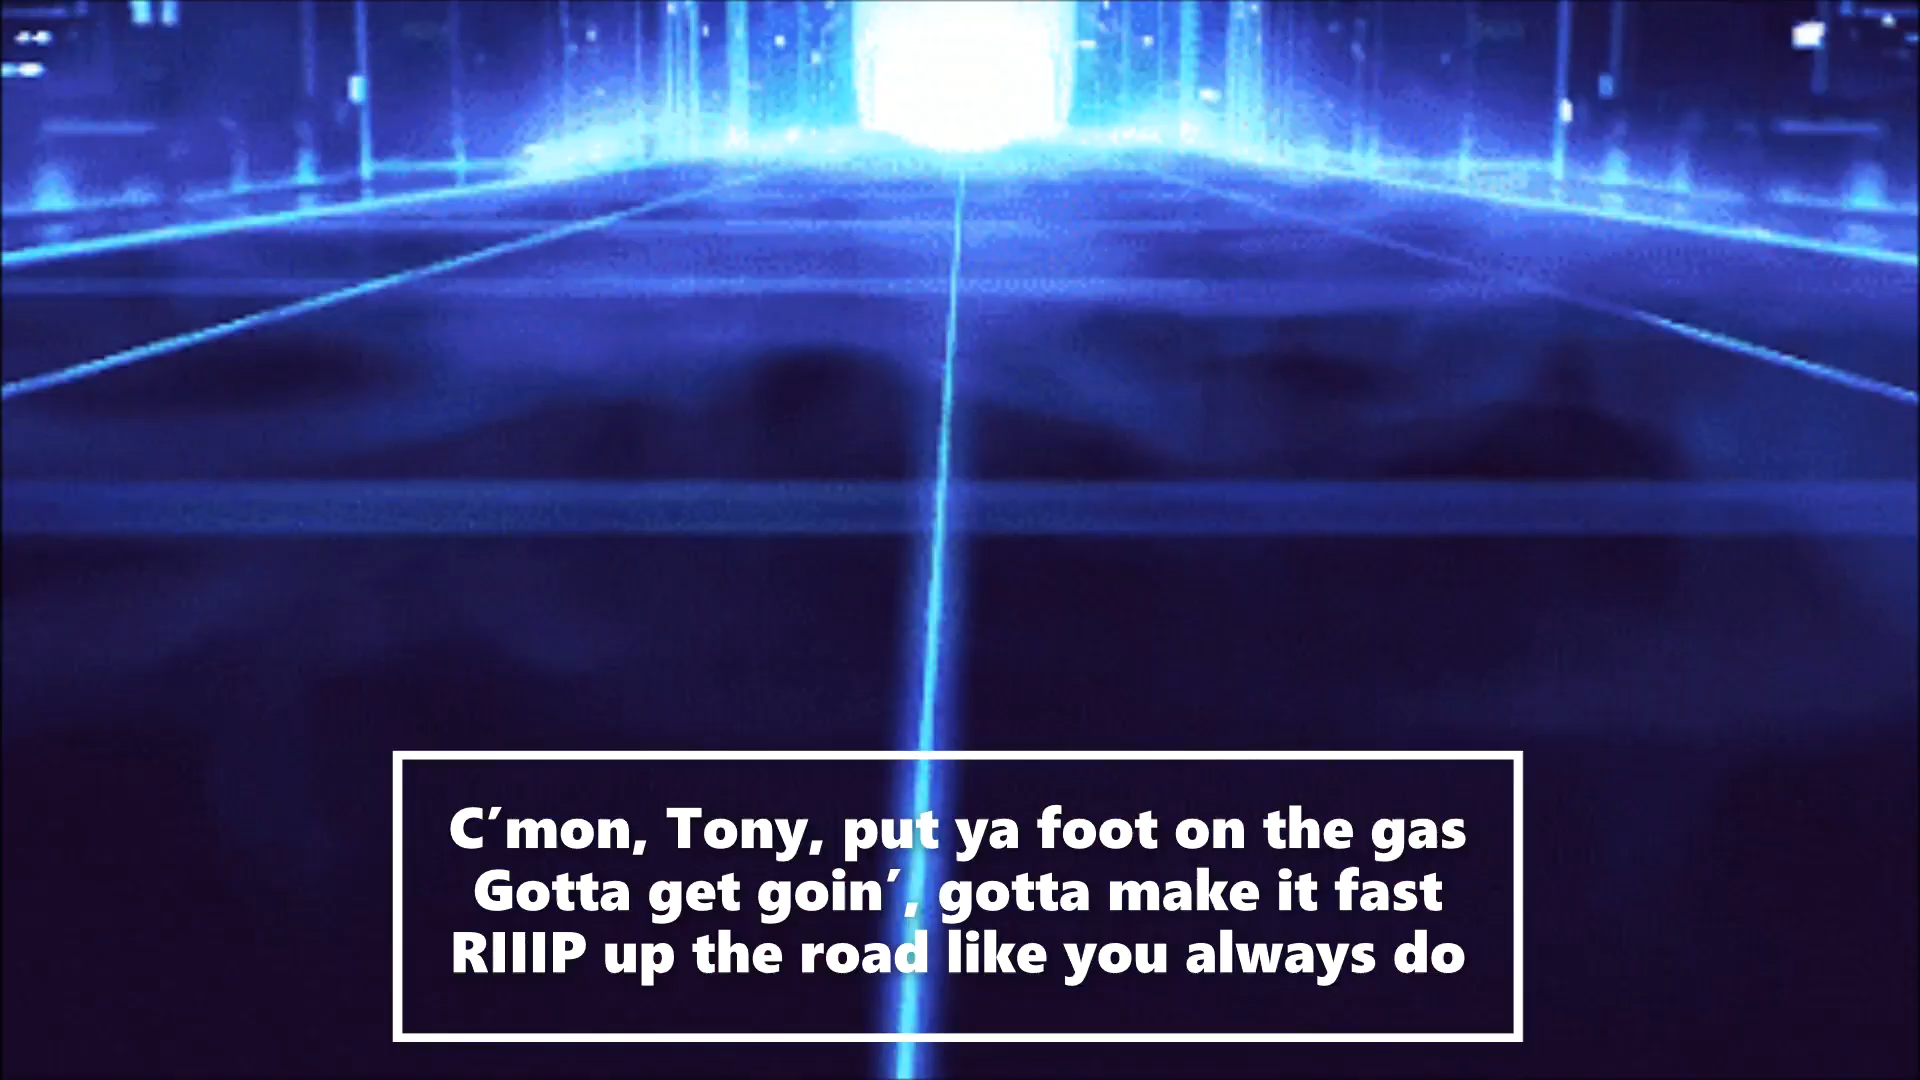 C’mon, Tony, put ya foot on the gas
Gotta get goin’, gotta make it fast
RIIIP up the road like you always do